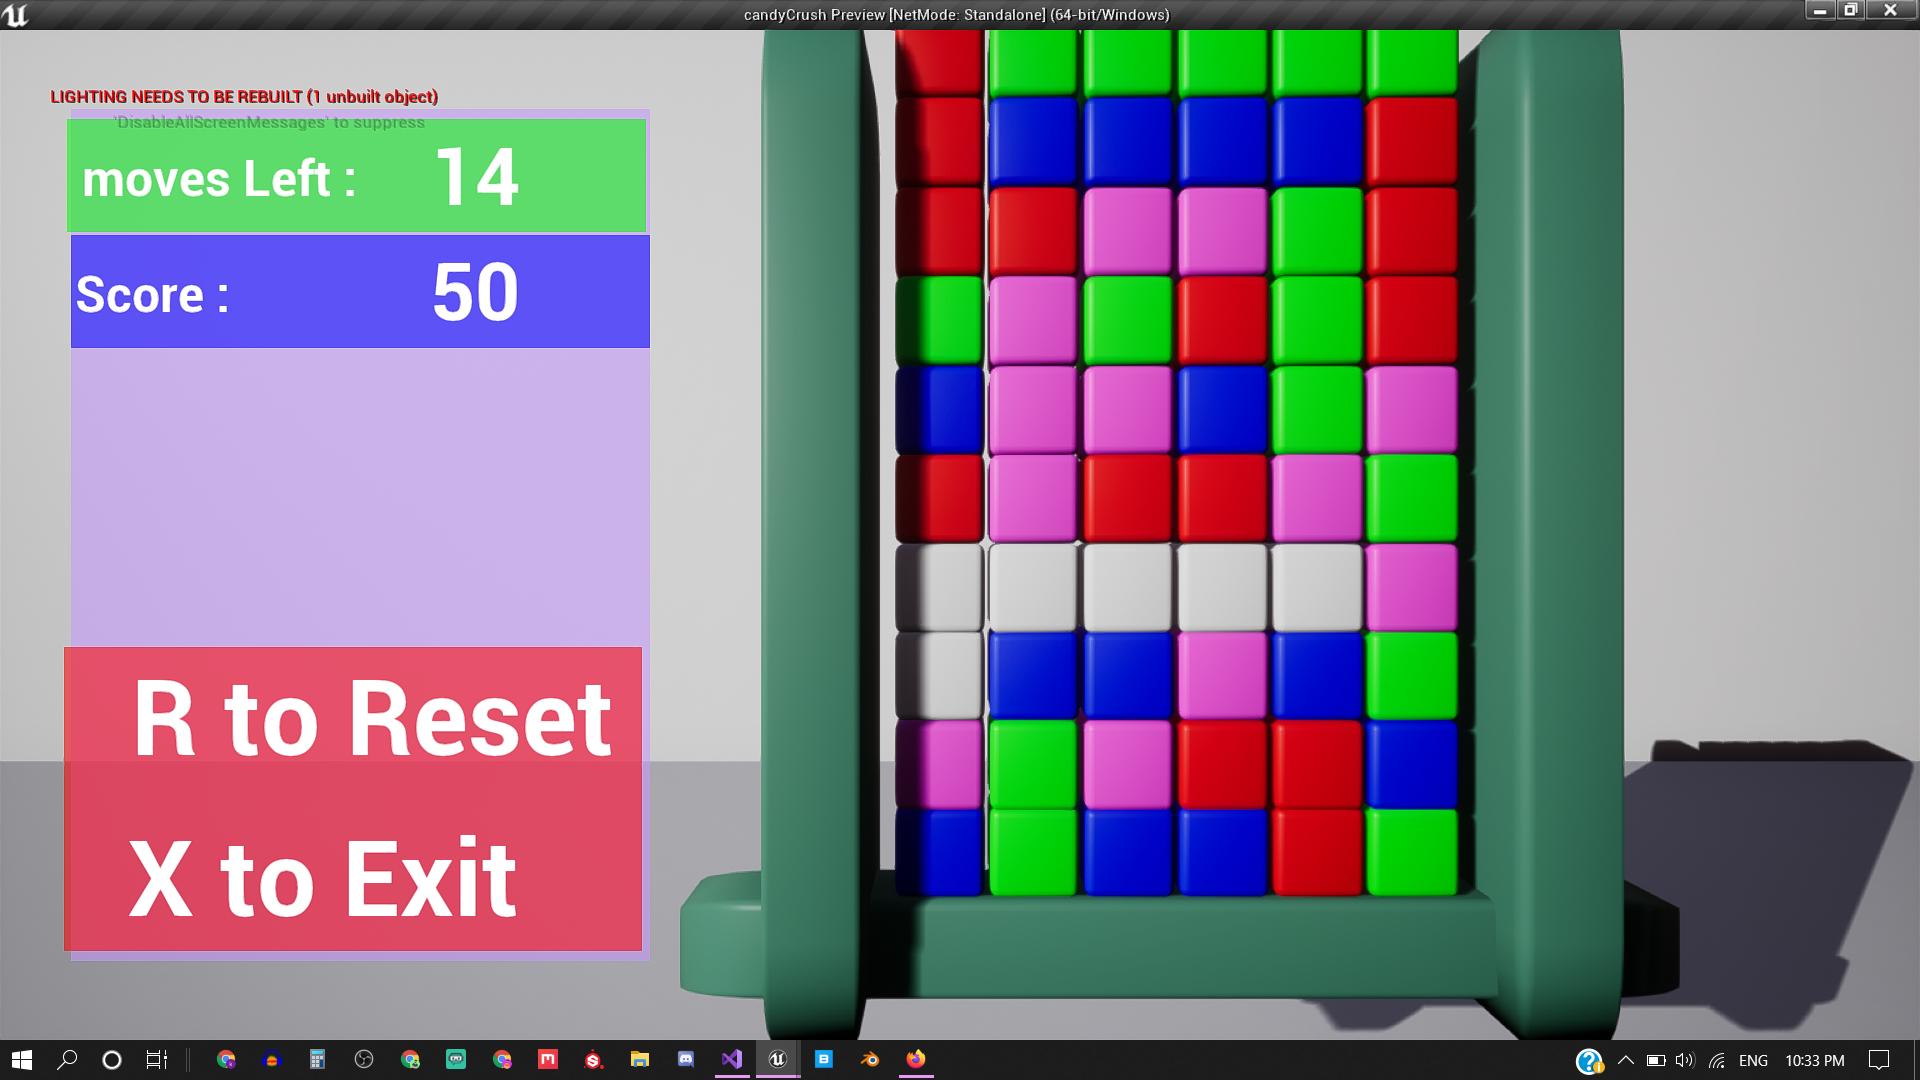 candyCrush Preview [NetMode: Standalone] (64-bit/Windows)
LIGHTING NEEDS TO BE REBUILT (1 unbuilt object)
'DisableAllScreenMessages' to suppress
moves Left : 14
Score : 50
R to Reset
X to Exit
ENG 10:33 PM